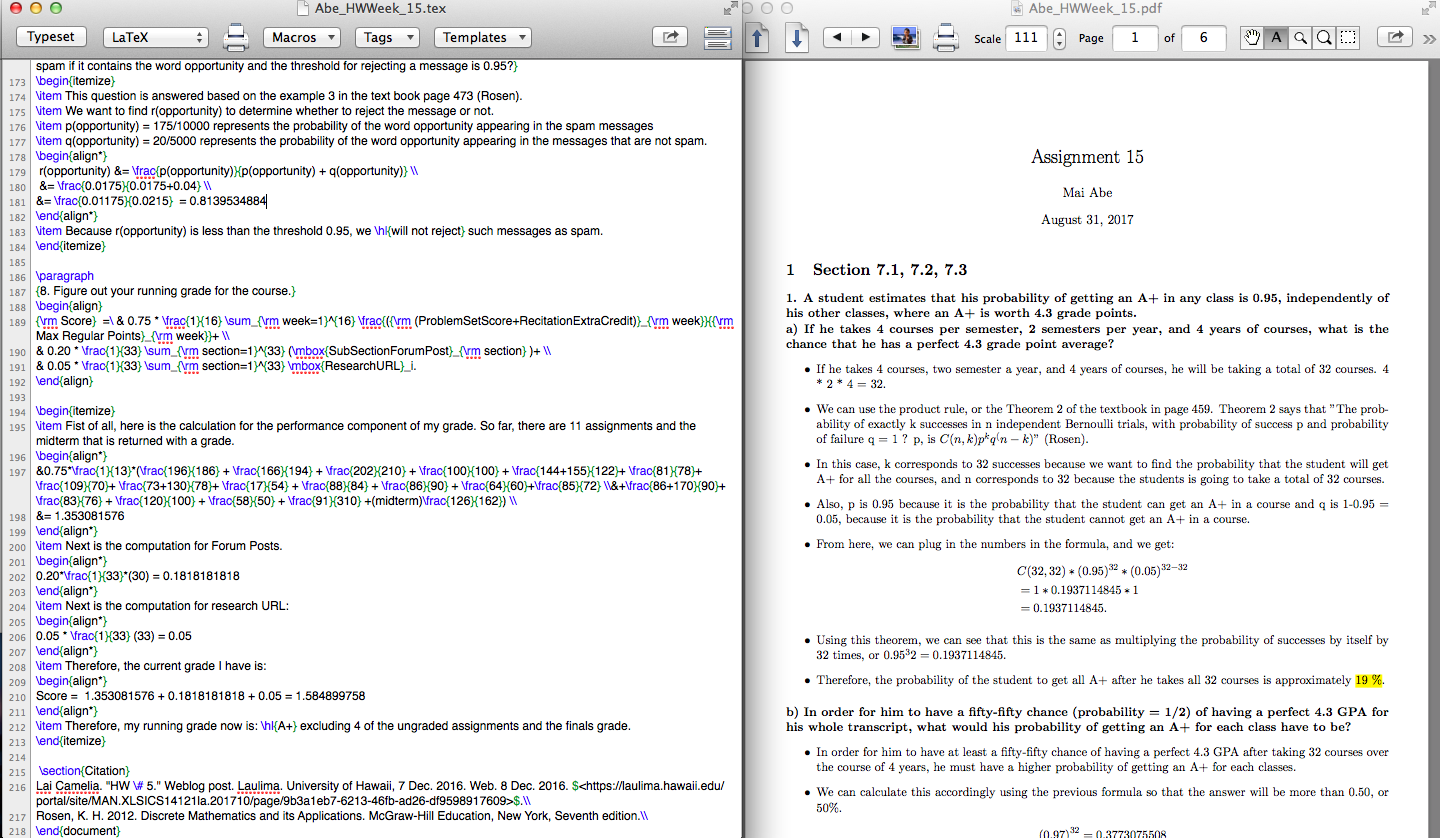 Abe_HWWeek_15.tex
Typeset
LaTeX
Macros
Tags
Templates
spam if it contains the word opportunity and the threshold for rejecting a message is 0.95?}
173 \begin{itemize}
174 \item This question is answered based on the example 3 in the text book page 473 (Rosen).
175 \item We want to find r(opportunity) to determine whether to reject the message or not.
176 \item p(opportunity) = 175/10000 represents the probability of the word opportunity appearing in the spam messages
177 \item q(opportunity) = 20/5000 represents the probability of the word opportunity appearing in the messages that are not spam.
178 \begin{align*}
179 r(opportunity) &= \frac{p(opportunity)}{p(opportunity) + q(opportunity)} \\
180 &= \frac{0.0175}{0.0175+0.04} \\
181 &= \frac{0.01175}{0.0215} = 0.8139534884
182 \end{align*}
183 \item Because r(opportunity) is less than the threshold 0.95, we \hl{will not reject} such messages as spam.
184 \end{itemize}
185
186 \paragraph
187 {8. Figure out your running grade for the course.}
188 \begin{align}
189 {\rm Score} =\ & 0.75 * \frac{1}{16} \sum_{\rm week=1}^{16} \frac{({\rm (ProblemSetScore+RecitationExtraCredit)}_{\rm week}}{{\rm
Max Regular Points}_{\rm week}}+ \\
190 & 0.20 * \frac{1}{33} \sum_{\rm section=1}^{33} (\mbox{SubSectionForumPost}_{\rm section} )+ \\
191 & 0.05 * \frac{1}{33} \sum_{\rm section=1}^{33} \mbox{ResearchURL}_i.
192 \end{align}
193
194 \begin{itemize}
195 \item Fist of all, here is the calculation for the performance component of my grade. So far, there are 11 assignments and the
midterm that is returned with a grade.
196 \begin{align*}
197 &0.75*\frac{1}{13}*(\frac{196}{186} + \frac{166}{194} + \frac{202}{210} + \frac{100}{100} + \frac{144+155}{122}+ \frac{81}{78}+
\frac{109}{70}+ \frac{73+130}{78}+ \frac{17}{54} + \frac{88}{84} + \frac{86}{90} + \frac{64}{60}+\frac{85}{72} \\&+\frac{86+170}{90}+
\frac{83}{76} + \frac{120}{100} + \frac{58}{50} + \frac{91}{310} +(midterm)\frac{126}{162}) \\
198 &= 1.353081576
199 \end{align*}
200 \item Next is the computation for Forum Posts.
201 \begin{align*}
202 0.20*\frac{1}{33}*(30) = 0.1818181818
203 \end{align*}
204 \item Next is the computation for research URL:
205 \begin{align*}
206 0.05 * \frac{1}{33} (33) = 0.05
207 \end{align*}
208 \item Therefore, the current grade I have is:
209 \begin{align*}
210 Score = 1.353081576 + 0.1818181818 + 0.05 = 1.584899758
211 \end{align*}
212 \item Therefore, my running grade now is: \hl{A+} excluding 4 of the ungraded assignments and the finals grade.
213 \end{itemize}
214
215 \section{Citation}
216 Lai Camelia. "HW \# 5." Weblog post. Laulima. University of Hawaii, 7 Dec. 2016. Web. 8 Dec. 2016. $<https://laulima.hawaii.edu/
portal/site/MAN.XLSICS14121la.201710/page/9b3a1eb7-6213-46fb-ad26-df9598917609>$.\\
217 Rosen, K. H. 2012. Discrete Mathematics and its Applications. McGraw-Hill Education, New York, Seventh edition.\\
218 \end{document}
Abe_HWWeek_15.pdf
Scale 111 Page 1 of 6
A
Assignment 15
Mai Abe
August 31, 2017
1 Section 7.1, 7.2, 7.3
1. A student estimates that his probability of getting an A+ in any class is 0.95, independently of
his other classes, where an A+ is worth 4.3 grade points.
a) If he takes 4 courses per semester, 2 semesters per year, and 4 years of courses, what is the
chance that he has a perfect 4.3 grade point average?
• If he takes 4 courses, two semester a year, and 4 years of courses, he will be taking a total of 32 courses. 4
* 2 * 4 = 32.
• We can use the product rule, or the Theorem 2 of the textbook in page 459. Theorem 2 says that "The prob-
ability of exactly k successes in n independent Bernoulli trials, with probability of success p and probability
of failure q = 1 ? p, is C(n, k)p^k q^(n − k)" (Rosen).
• In this case, k corresponds to 32 successes because we want to find the probability that the student will get
A+ for all the courses, and n corresponds to 32 because the students is going to take a total of 32 courses.
• Also, p is 0.95 because it is the probability that the student can get an A+ in a course and q is 1-0.95 =
0.05, because it is the probability that the student cannot get an A+ in a course.
• From here, we can plug in the numbers in the formula, and we get:
C(32, 32) ∗ (0.95)^32 ∗ (0.05)^32−32
= 1 ∗ 0.1937114845 ∗ 1
= 0.1937114845.
• Using this theorem, we can see that this is the same as multiplying the probability of successes by itself by
32 times, or 0.95^32 = 0.1937114845.
• Therefore, the probability of the student to get all A+ after he takes all 32 courses is approximately 19 %.
b) In order for him to have a fifty-fifty chance (probability = 1/2) of having a perfect 4.3 GPA for
his whole transcript, what would his probability of getting an A+ for each class have to be?
• In order for him to have at least a fifty-fifty chance of having a perfect 4.3 GPA after taking 32 courses over
the course of 4 years, he must have a higher probability of getting an A+ for each classes.
• We can calculate this accordingly using the previous formula so that the answer will be more than 0.50, or
50%.
(0.97)^32 = 0.3773075508